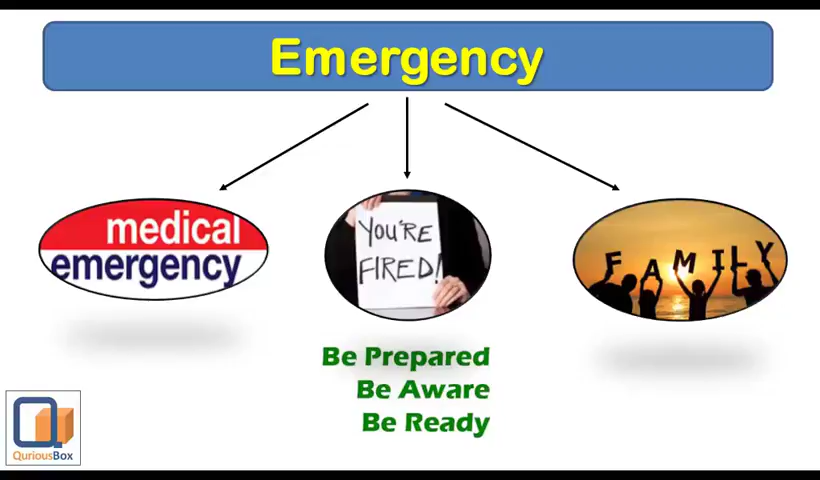 Emergency
medical
emergency
YOU'RE
FIRED!
FAMILY
Be Prepared
Be Aware
Be Ready
QuriousBox